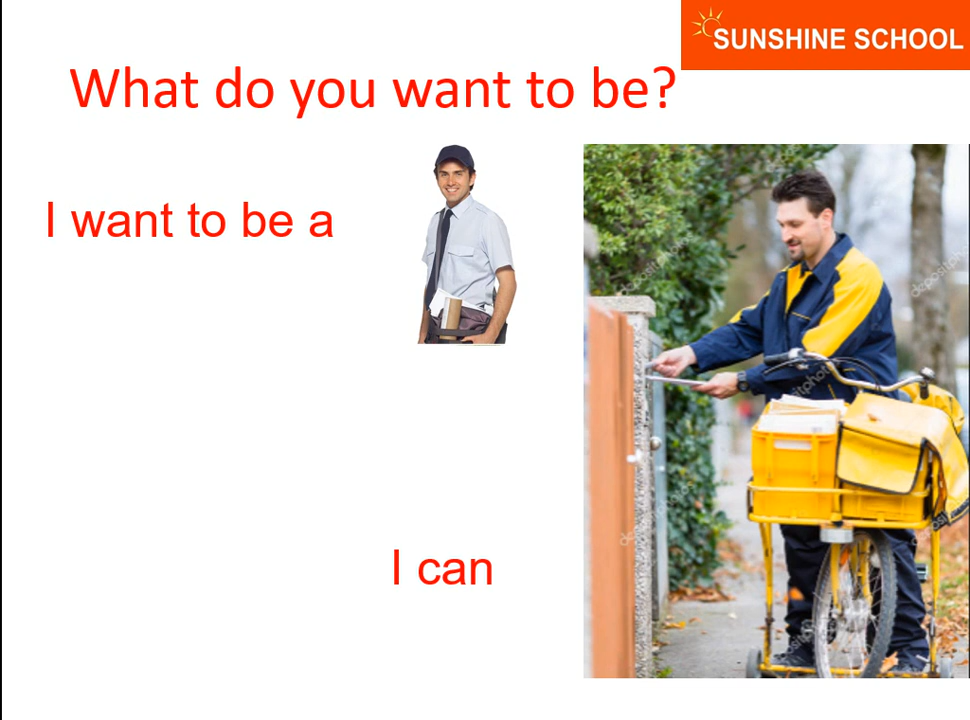 SUNSHINE SCHOOL
What do you want to be?
I want to be a
I can